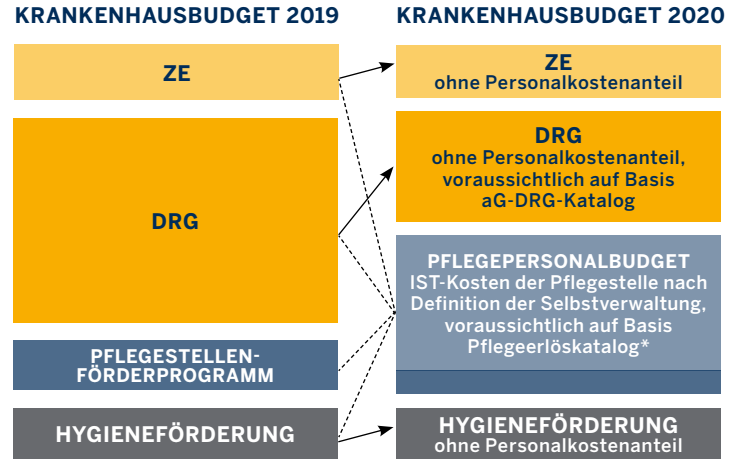 KRANKENHAUSBUDGET 2019
ZE
DRG
PFLEGESTELLEN-
FÖRDERPROGRAMM
HYGIENEFÖRDERUNG
KRANKENHAUSBUDGET 2020
ZE
ohne Personalkostenanteil
DRG
ohne Personalkostenanteil,
voraussichtlich auf Basis
aG-DRG-Katalog
PFLEGEPERSONALBUDGET
IST-Kosten der Pflegestelle nach
Definition der Selbstverwaltung,
voraussichtlich auf Basis
Pflegeerlöskatalog*
HYGIENEFÖRDERUNG
ohne Personalkostenanteil